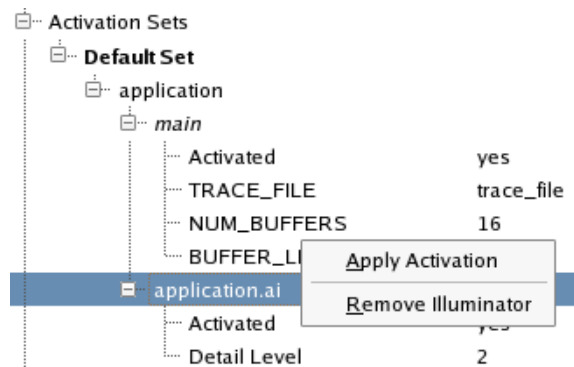 Activation Sets
Default Set
application
main
Activated yes
TRACE_FILE trace_file
NUM_BUFFERS 16
Apply Activation
application.ai
Remove Illuminator
Activated yes
Detail Level 2